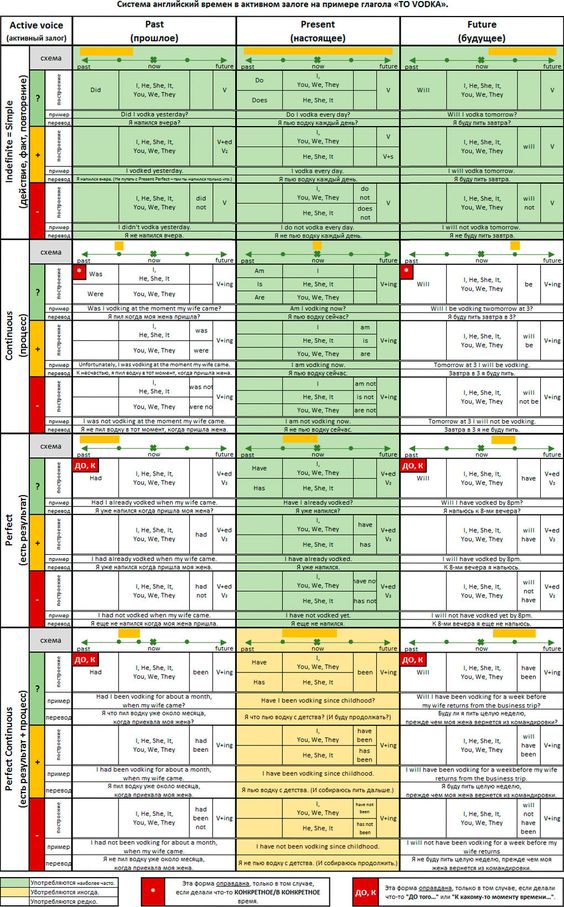 Система английский времен в активном залоге на примере глагола «TO VODKA».
Active voice
(активный залог)
Past
(прошлое)
Present
(настоящее)
Future
(будущее)
Indefinite = Simple
(действие, факт, повторение)
схема
past now future
past now future
past now future
?
построение
Did
I, He, She, It,
You, We, They
V
Do
I,
You, We, They
Does
He, She, It
V
Will
I, He, She, It,
You, We, They
V
пример
Did I vodka yesterday?
Do I vodka every day?
Will I vodka tomorrow?
перевод
Я напился вчера?
Я пью водку каждый день?
Я буду пить завтра?
+
построение
I, He, She, It,
You, We, They
V+ed
V₂
I,
You, We, They
V
He, She, It
V+s
I, He, She, It,
You, We, They
will
V
пример
I vodked yesterday.
I vodka every day.
I will vodka tomorrow.
перевод
Я напился вчера. (Не путать с Present Perfect – там ты напился только что.)
Я пью водку каждый день.
Я буду пить завтра.
-
построение
I, He, She, It,
You, We, They
did
not
V
I,
You, We, They
do
not
He, She, It
does
not
V
I, He, She, It,
You, We, They
will
not
V
пример
I didn't vodka yesterday.
I do not vodka every day.
I will not vodka tomorrow.
перевод
Я не напился вчера.
Я не пью водку каждый день.
Я не буду пить завтра.
Continuous
(процесс)
схема
past now future
past now future
past now future
?
построение
*
Was
I,
He, She, It
Were
You, We, They
V+ing
Am
I
Is
He, She, It
Are
You, We, They
V+ing
*
Will
I, He, She, It,
You, We, They
be
V+ing
пример
Was I vodking at the moment my wife came?
Am I vodking now?
Will I be vodking twomorrow at 3?
перевод
Я пил когда моя жена пришла?
Я пью водку сейчас?
Я буду пить завтра в 3?
+
построение
I,
He, She, It
was
You, We, They
were
V+ing
I
am
He, She, It
is
You, We, They
are
V+ing
I, He, She, It,
You, We, They
will
be
V+ing
пример
Unfortunately, I was vodking at the moment my wife came.
I am vodking now.
Tomorrow at 3 I will be vodking.
перевод
К несчастью, я пил водку в тот момент, когда пришла жена.
Я пью водку сейчас.
Завтра в 3 я буду пить.
-
построение
I,
He, She, It
was not
You, We, They
were no
V+ing
I
am not
He, She, It
is not
You, We, They
are not
V+ing
I, He, She, It,
You, We, They
will
not be
V+ing
пример
I was not vodking at the moment my wife came.
I am not vodking now.
Tomorrow at 3 I will not be vodking.
перевод
Я не пил водку в тот момент, когда пришла жена.
Я не пью водку сейчас.
Завтра в 3 я не буду пить.
Perfect
(есть результат)
схема
past now future
past now future
past now future
?
построение
ДО, К
Had
I, He, She, It,
You, We, They
V+ed
V₃
Have
I,
You, We, They
Has
He, She, It
V+ed
V₃
ДО, К
Will
I, He, She, It,
You, We, They
have
V+ed
V₃
пример
Had I already vodked when my wife came.
Have I already vodked?
Will I have vodked by 8pm?
перевод
Я уже напился когда пришла моя жена?
Я уже напился?
Я напьюсь к 8-ми вечера?
+
построение
I, He, She, It,
You, We, They
had
V+ed
V₃
I,
You, We, They
have
He, She, It
has
V+ed
V₃
I, He, She, It,
You, We, They
will
have
V+ed
V₃
пример
I had already vodked when my wife came.
I have already vodked.
I will have vodked by 8pm.
перевод
Я уже напился когда пришла моя жена.
Я уже напился.
К 8-ми вечера я напьюсь.
-
построение
I, He, She, It,
You, We, They
had
not
V+ed
V₃
I,
You, We, They
have not
He, She, It
has not
V+ed
V₃
I, He, She, It,
You, We, They
will
not
have
V+ed
V₃
пример
I had not vodked when my wife came.
I have not vodked yet.
I will not have vodked yet by 8pm.
перевод
Я еще не напился когда моя жена пришла.
Я еще не напился.
К 8-ми вечера я еще не напьюсь.
Perfect Continuous
(есть результат + процесс)
схема
past now future
past now future
past now future
?
построение
ДО, К
Had
I, He, She, It,
You, We, They
been
V+ing
Have
I,
You, We, They
Has
He, She, It
been
V+ing
ДО, К
Will
I, He, She, It,
You, We, They
have
been
V+ing
пример
Had I been vodking for about a month,
when my wife came?
Have I been vodking since childhood?
Will I have been vodking for a week before
my wife returns from the business trip?
перевод
Я что пил водку уже около месяца,
когда приехала моя жена?
Я что пью водку с детства? (И буду продолжать?)
Буду ли я пить целую неделю,
прежде чем моя жена вернется из командировки?
+
построение
I, He, She, It,
You, We, They
had
been
V+ing
I,
You, We, They
have
been
He, She, It
has
been
V+ing
I, He, She, It,
You, We, They
will
have
been
V+ing
пример
I had been vodking for about a month,
when my wife came.
I have been vodking since childhood.
I will have been vodking for a weekbefore my wife
returns from the business trip.
перевод
Я пил водку уже около месяца,
когда приехала моя жена.
Я пью водку с детства. (И собираюсь пить дальше.)
Я буду пить целую неделю,
прежде чем моя жена вернется из командировки.
-
построение
I, He, She, It,
You, We, They
had
been
not
V+ing
I,
You, We, They
have not
been
He, She, It
has not
been
V+ing
I, He, She, It,
You, We, They
will
not
have
been
V+ing
пример
I had not been vodking for about a month,
when my wife came.
I have not been vodking since childhood.
I will not have been vodking for a week before my
wife returns
перевод
Я не пил водку уже около месяца,
когда приехала моя жена.
Я не пью водку с детства. (И собираюсь продолжить.)
Я не буду пить целую неделю, прежде чем моя
жена вернется из командировки.
Употребляются наиболее часто.
Уботребляются иногда.
Употребляются редко.
*
Эта форма оправдана, только в том случае,
если делали что-то КОНКРЕТНОЕ/В КОНКРЕТНОЕ
время.
ДО, К
Эта форма оправдана, только в том случае, если делали
что-то "ДО того…" или "К какому-то моменту времени…".